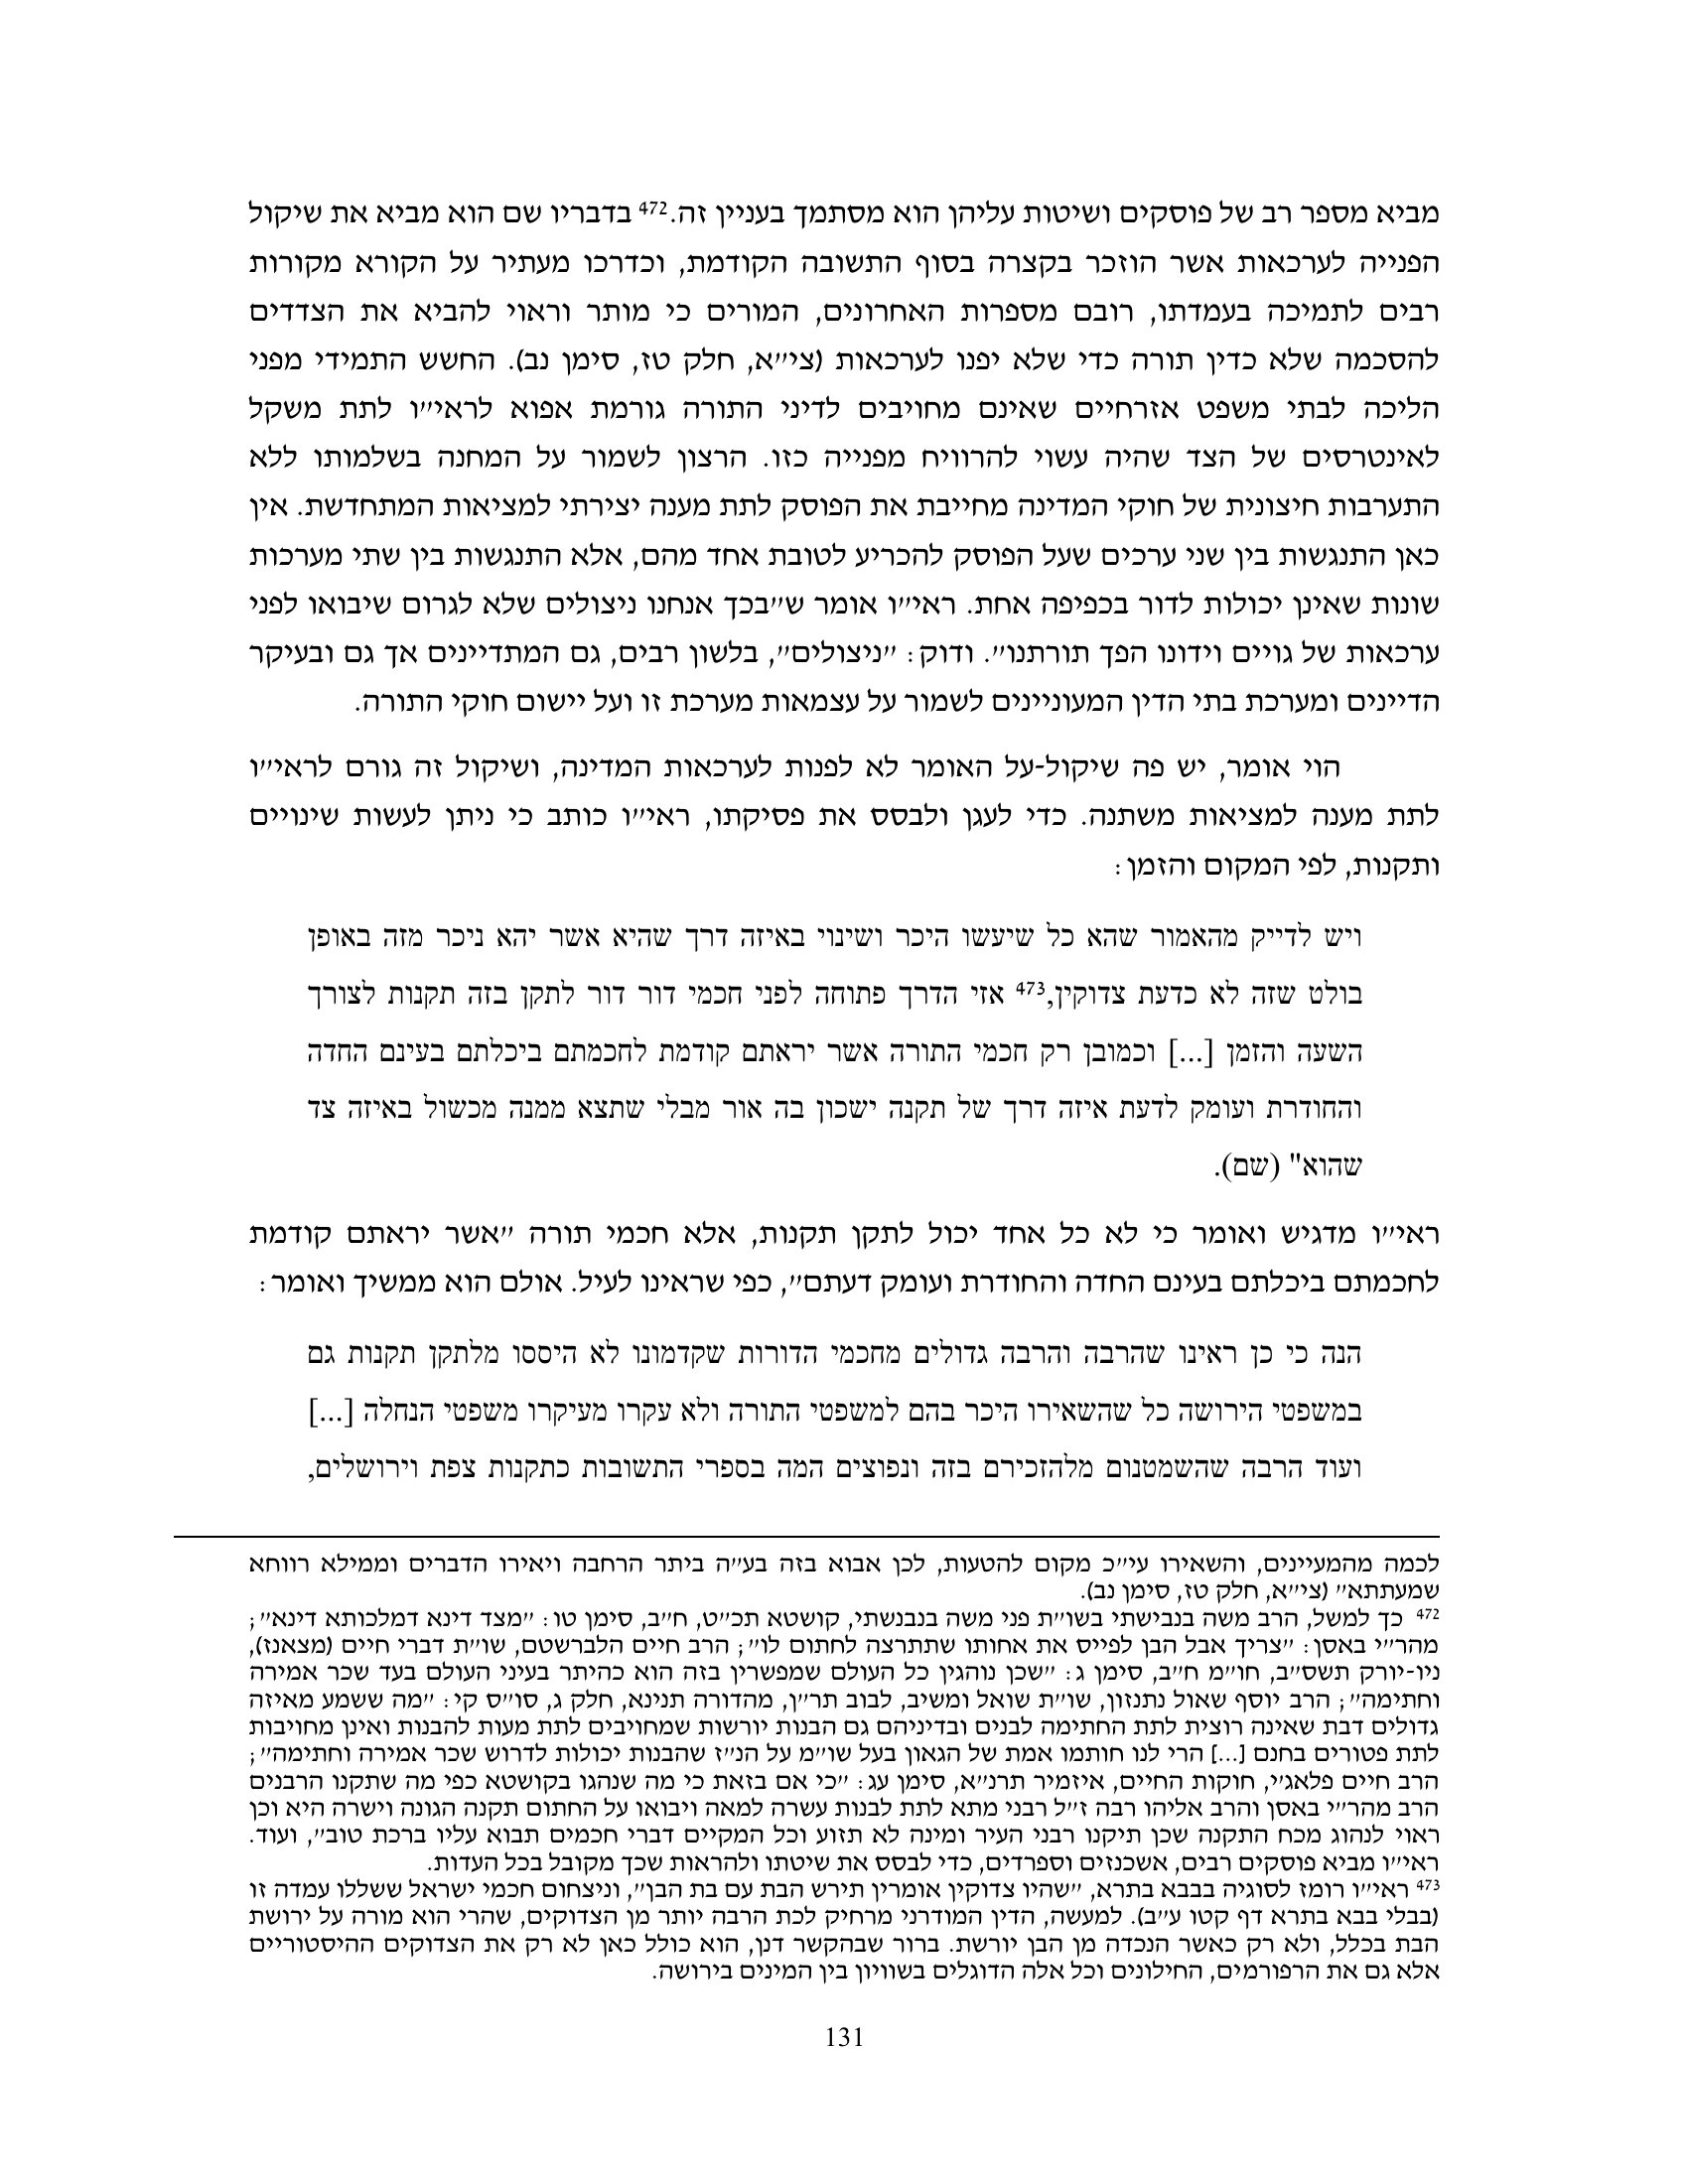 מביא מספר רב של פוסקים ושיטות עליהן הוא מסתמך בעניין זה.472 בדבריו שם הוא מביא את שיקול
הפנייה לערכאות אשר הוזכר בקצרה בסוף התשובה הקודמת, וכדרכו מעתיר על הקורא מקורות
רבים לתמיכה בעמדתו, רובם מספרות האחרונים, המורים כי מותר וראוי להביא את הצדדים
להסכמה שלא כדין תורה כדי שלא יפנו לערכאות (צי״א, חלק טז, סימן נב). החשש התמידי מפני
הליכה לבתי משפט אזרחיים שאינם מחויבים לדיני התורה גורמת אפוא לראי״ו לתת משקל
לאינטרסים של הצד שהיה עשוי להרוויח מפנייה כזו. הרצון לשמור על המחנה בשלמותו ללא
התערבות חיצונית של חוקי המדינה מחייבת את הפוסק לתת מענה יצירתי למציאות המתחדשת. אין
כאן התנגשות בין שני ערכים שעל הפוסק להכריע לטובת אחד מהם, אלא התנגשות בין שתי מערכות
שונות שאינן יכולות לדור בכפיפה אחת. ראי״ו אומר ש״בכך אנחנו ניצולים שלא לגרום שיבואו לפני
ערכאות של גויים וידונו הפך תורתנו״. ודוק: ״ניצולים״, בלשון רבים, גם המתדיינים אך גם ובעיקר
הדיינים ומערכת בתי הדין המעוניינים לשמור על עצמאות מערכת זו ועל יישום חוקי התורה.
הוי אומר, יש פה שיקול-על האומר לא לפנות לערכאות המדינה, ושיקול זה גורם לראי״ו
לתת מענה למציאות משתנה. כדי לעגן ולבסס את פסיקתו, ראי״ו כותב כי ניתן לעשות שינויים
ותקנות, לפי המקום והזמן:
ויש לדייק מהאמור שהא כל שיעשו היכר ושינוי באיזה דרך שהיא אשר יהא ניכר מזה באופן
בולט שזה לא כדעת צדוקין,473 אזי הדרך פתוחה לפני חכמי דור דור לתקן בזה תקנות לצורך
השעה והזמן [...] וכמובן רק חכמי התורה אשר יראתם קודמת לחכמתם ביכלתם בעינם החדה
והחודרת ועומק לדעת איזה דרך של תקנה ישכון בה אור מבלי שתצא ממנה מכשול באיזה צד
שהוא" (שם).
ראי״ו מדגיש ואומר כי לא כל אחד יכול לתקן תקנות, אלא חכמי תורה ״אשר יראתם קודמת
לחכמתם ביכלתם בעינם החדה והחודרת ועומק דעתם״, כפי שראינו לעיל. אולם הוא ממשיך ואומר:
הנה כי כן ראינו שהרבה והרבה גדולים מחכמי הדורות שקדמונו לא היססו מלתקן תקנות גם
במשפטי הירושה כל שהשאירו היכר בהם למשפטי התורה ולא עקרו מעיקרו משפטי הנחלה [...]
ועוד הרבה שהשמטנום מלהזכירם בזה ונפוצים המה בספרי התשובות כתקנות צפת וירושלים,
לכמה מהמעיינים, והשאירו עי״כ מקום להטעות, לכן אבוא בזה בע״ה ביתר הרחבה ויאירו הדברים וממילא רווחא
שמעתתא״ (צי״א, חלק טז, סימן נב).
472 כך למשל, הרב משה בנבישתי בשו״ת פני משה בנבנשתי, קושטא תכ״ט, ח״ב, סימן טו: ״מצד דינא דמלכותא דינא״;
מהר״י באסן: ״צריך אבל הבן לפייס את אחותו שתתרצה לחתום לו״; הרב חיים הלברשטם, שו״ת דברי חיים (מצאנז),
ניו-יורק תשס״ב, חו״מ ח״ב, סימן ג: ״שכן נוהגין כל העולם שמפשרין בזה הוא כהיתר בעיני העולם בעד שכר אמירה
וחתימה״; הרב יוסף שאול נתנזון, שו״ת שואל ומשיב, לבוב תר״ן, מהדורה תנינא, חלק ג, סו״ס קי: ״מה ששמע מאיזה
גדולים דבת שאינה רוצית לתת החתימה לבנים ובדיניהם גם הבנות יורשות שמחויבים לתת מעות להבנות ואינן מחויבות
לתת פטורים בחנם [...] הרי לנו חותמו אמת של הגאון בעל שו״מ על הנ״ז שהבנות יכולות לדרוש שכר אמירה וחתימה״;
הרב חיים פלאג׳י, חוקות החיים, איזמיר תרנ״א, סימן עג: ״כי אם בזאת כי מה שנהגו בקושטא כפי מה שתקנו הרבנים
הרב מהר״י באסן והרב אליהו רבה ז״ל רבני מתא לתת לבנות עשרה למאה ויבואו על החתום תקנה הגונה וישרה היא וכן
ראוי לנהוג מכח התקנה שכן תיקנו רבני העיר ומינה לא תזוע וכל המקיים דברי חכמים תבוא עליו ברכת טוב״, ועוד.
ראי״ו מביא פוסקים רבים, אשכנזים וספרדים, כדי לבסס את שיטתו ולהראות שכך מקובל בכל העדות.
473 ראי״ו רומז לסוגיה בבבא בתרא, ״שהיו צדוקין אומרין תירש הבת עם בת הבן״, וניצחום חכמי ישראל ששללו עמדה זו
(בבלי בבא בתרא דף קטו ע״ב). למעשה, הדין המודרני מרחיק לכת הרבה יותר מן הצדוקים, שהרי הוא מורה על ירושת
הבת בכלל, ולא רק כאשר הנכדה מן הבן יורשת. ברור שבהקשר דנן, הוא כולל כאן לא רק את הצדוקים ההיסטוריים
אלא גם את הרפורמים, החילונים וכל אלה הדוגלים בשוויון בין המינים בירושה.
131